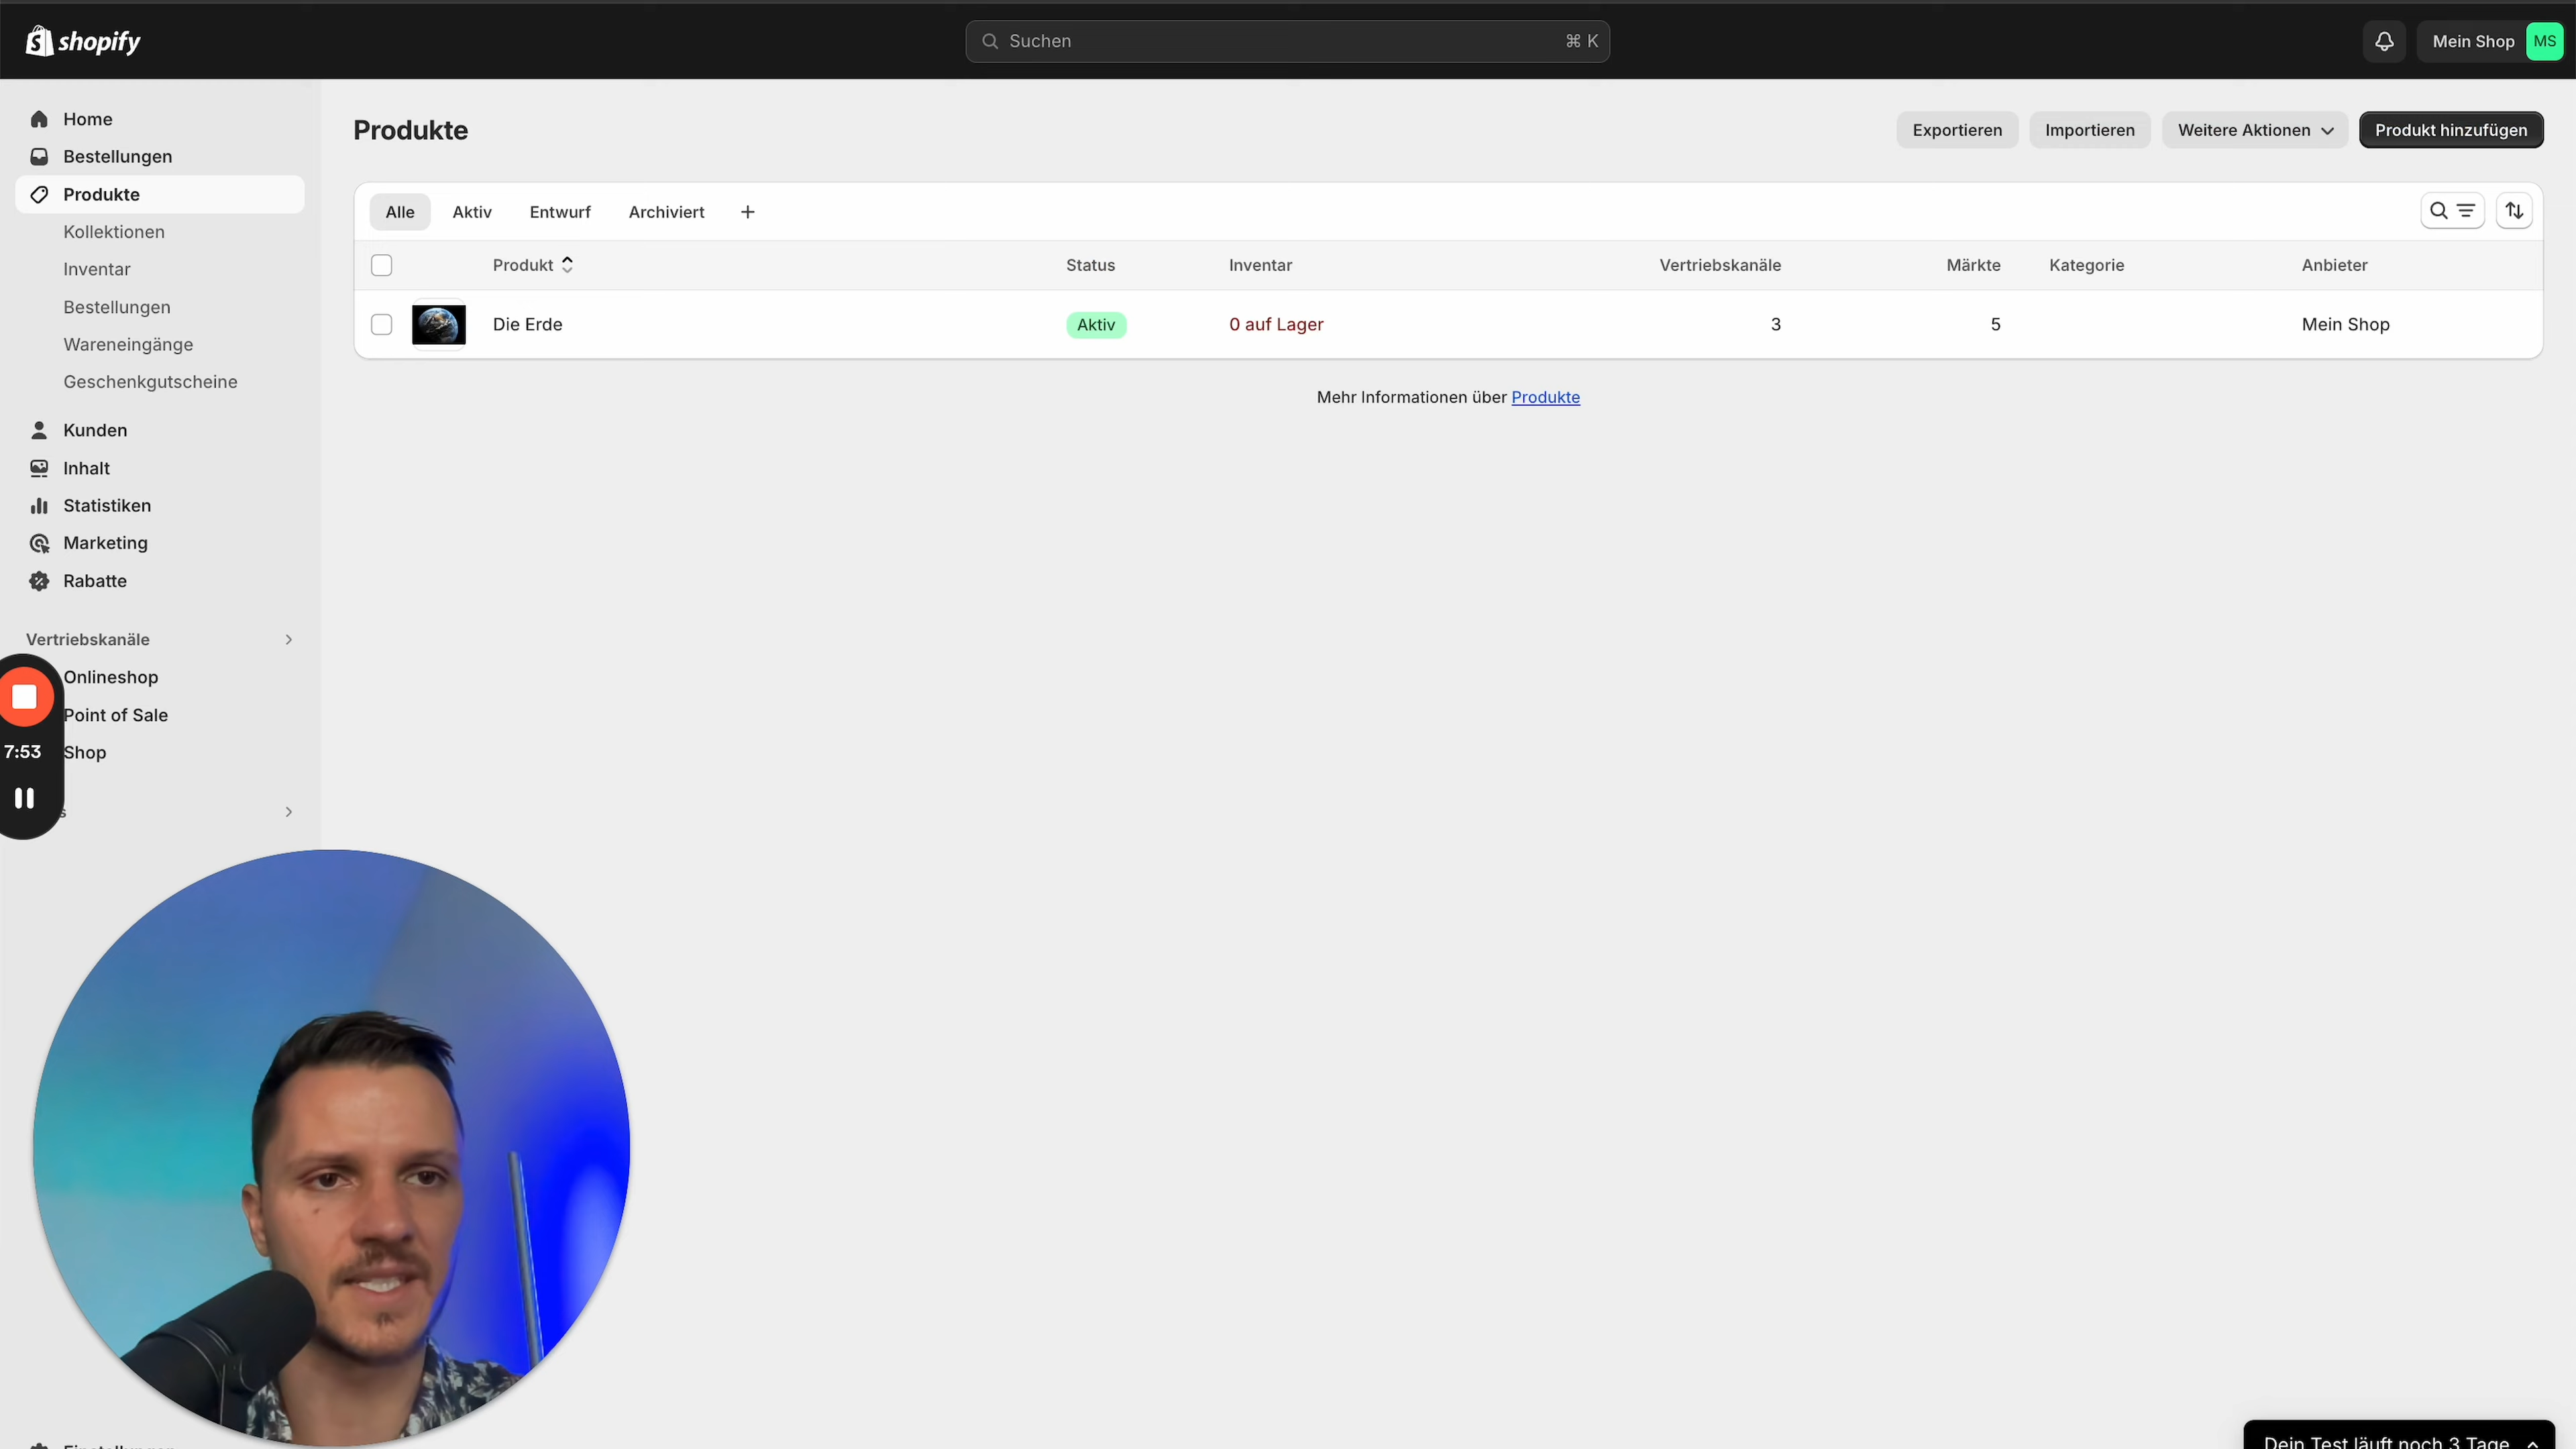 shopify
Suchen
⌘ K
Mein Shop
MS
Home
Bestellungen
Produkte
Kollektionen
Inventar
Bestellungen
Wareneingänge
Geschenkgutscheine
Kunden
Inhalt
Statistiken
Marketing
Rabatte
Vertriebskanäle
Onlineshop
Point of Sale
Shop
7:53
Produkte
Exportieren
Importieren
Weitere Aktionen
Produkt hinzufügen
Alle
Aktiv
Entwurf
Archiviert
Produkt
Status
Inventar
Vertriebskanäle
Märkte
Kategorie
Anbieter
Die Erde
Aktiv
0 auf Lager
3
5
Mein Shop
Mehr Informationen über Produkte
Dein Test läuft noch 3 Tage